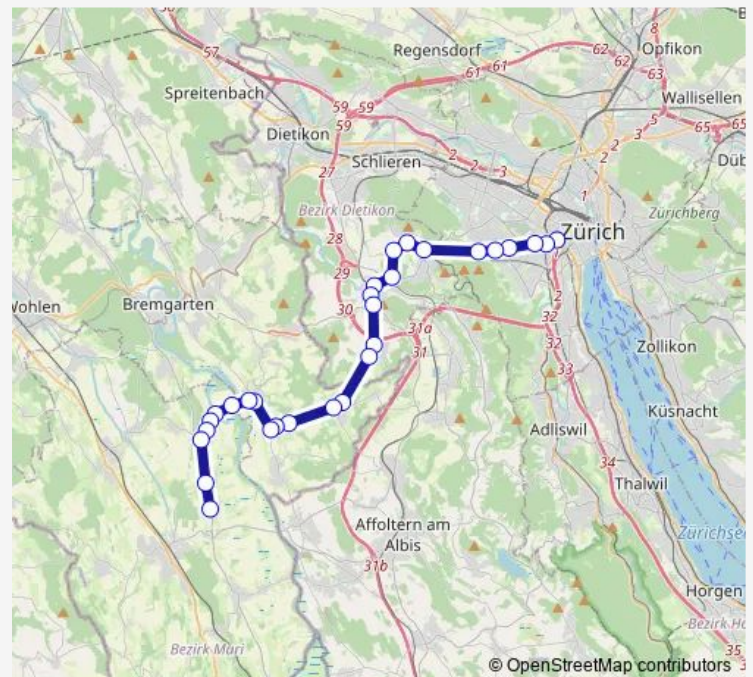 57
Regensdorf
62
Opfikon
8
61
61
62
63
Spreitenbach
59
59
59
Wallisellen
5
65
65
3
2
Dietikon
Schlieren
2
2
3
2
27
1
Bezirk Dietikon
Zürichberg
28
Zürich
29
Wohlen
Bremgarten
30
31a
31
2
32
32
33
Zollikon
Küsnacht
Adliswil
34
Thalwil
Affoltern am
Albis
31b
Horgen
Bezirk Muri
35
© OpenStreetMap contributors